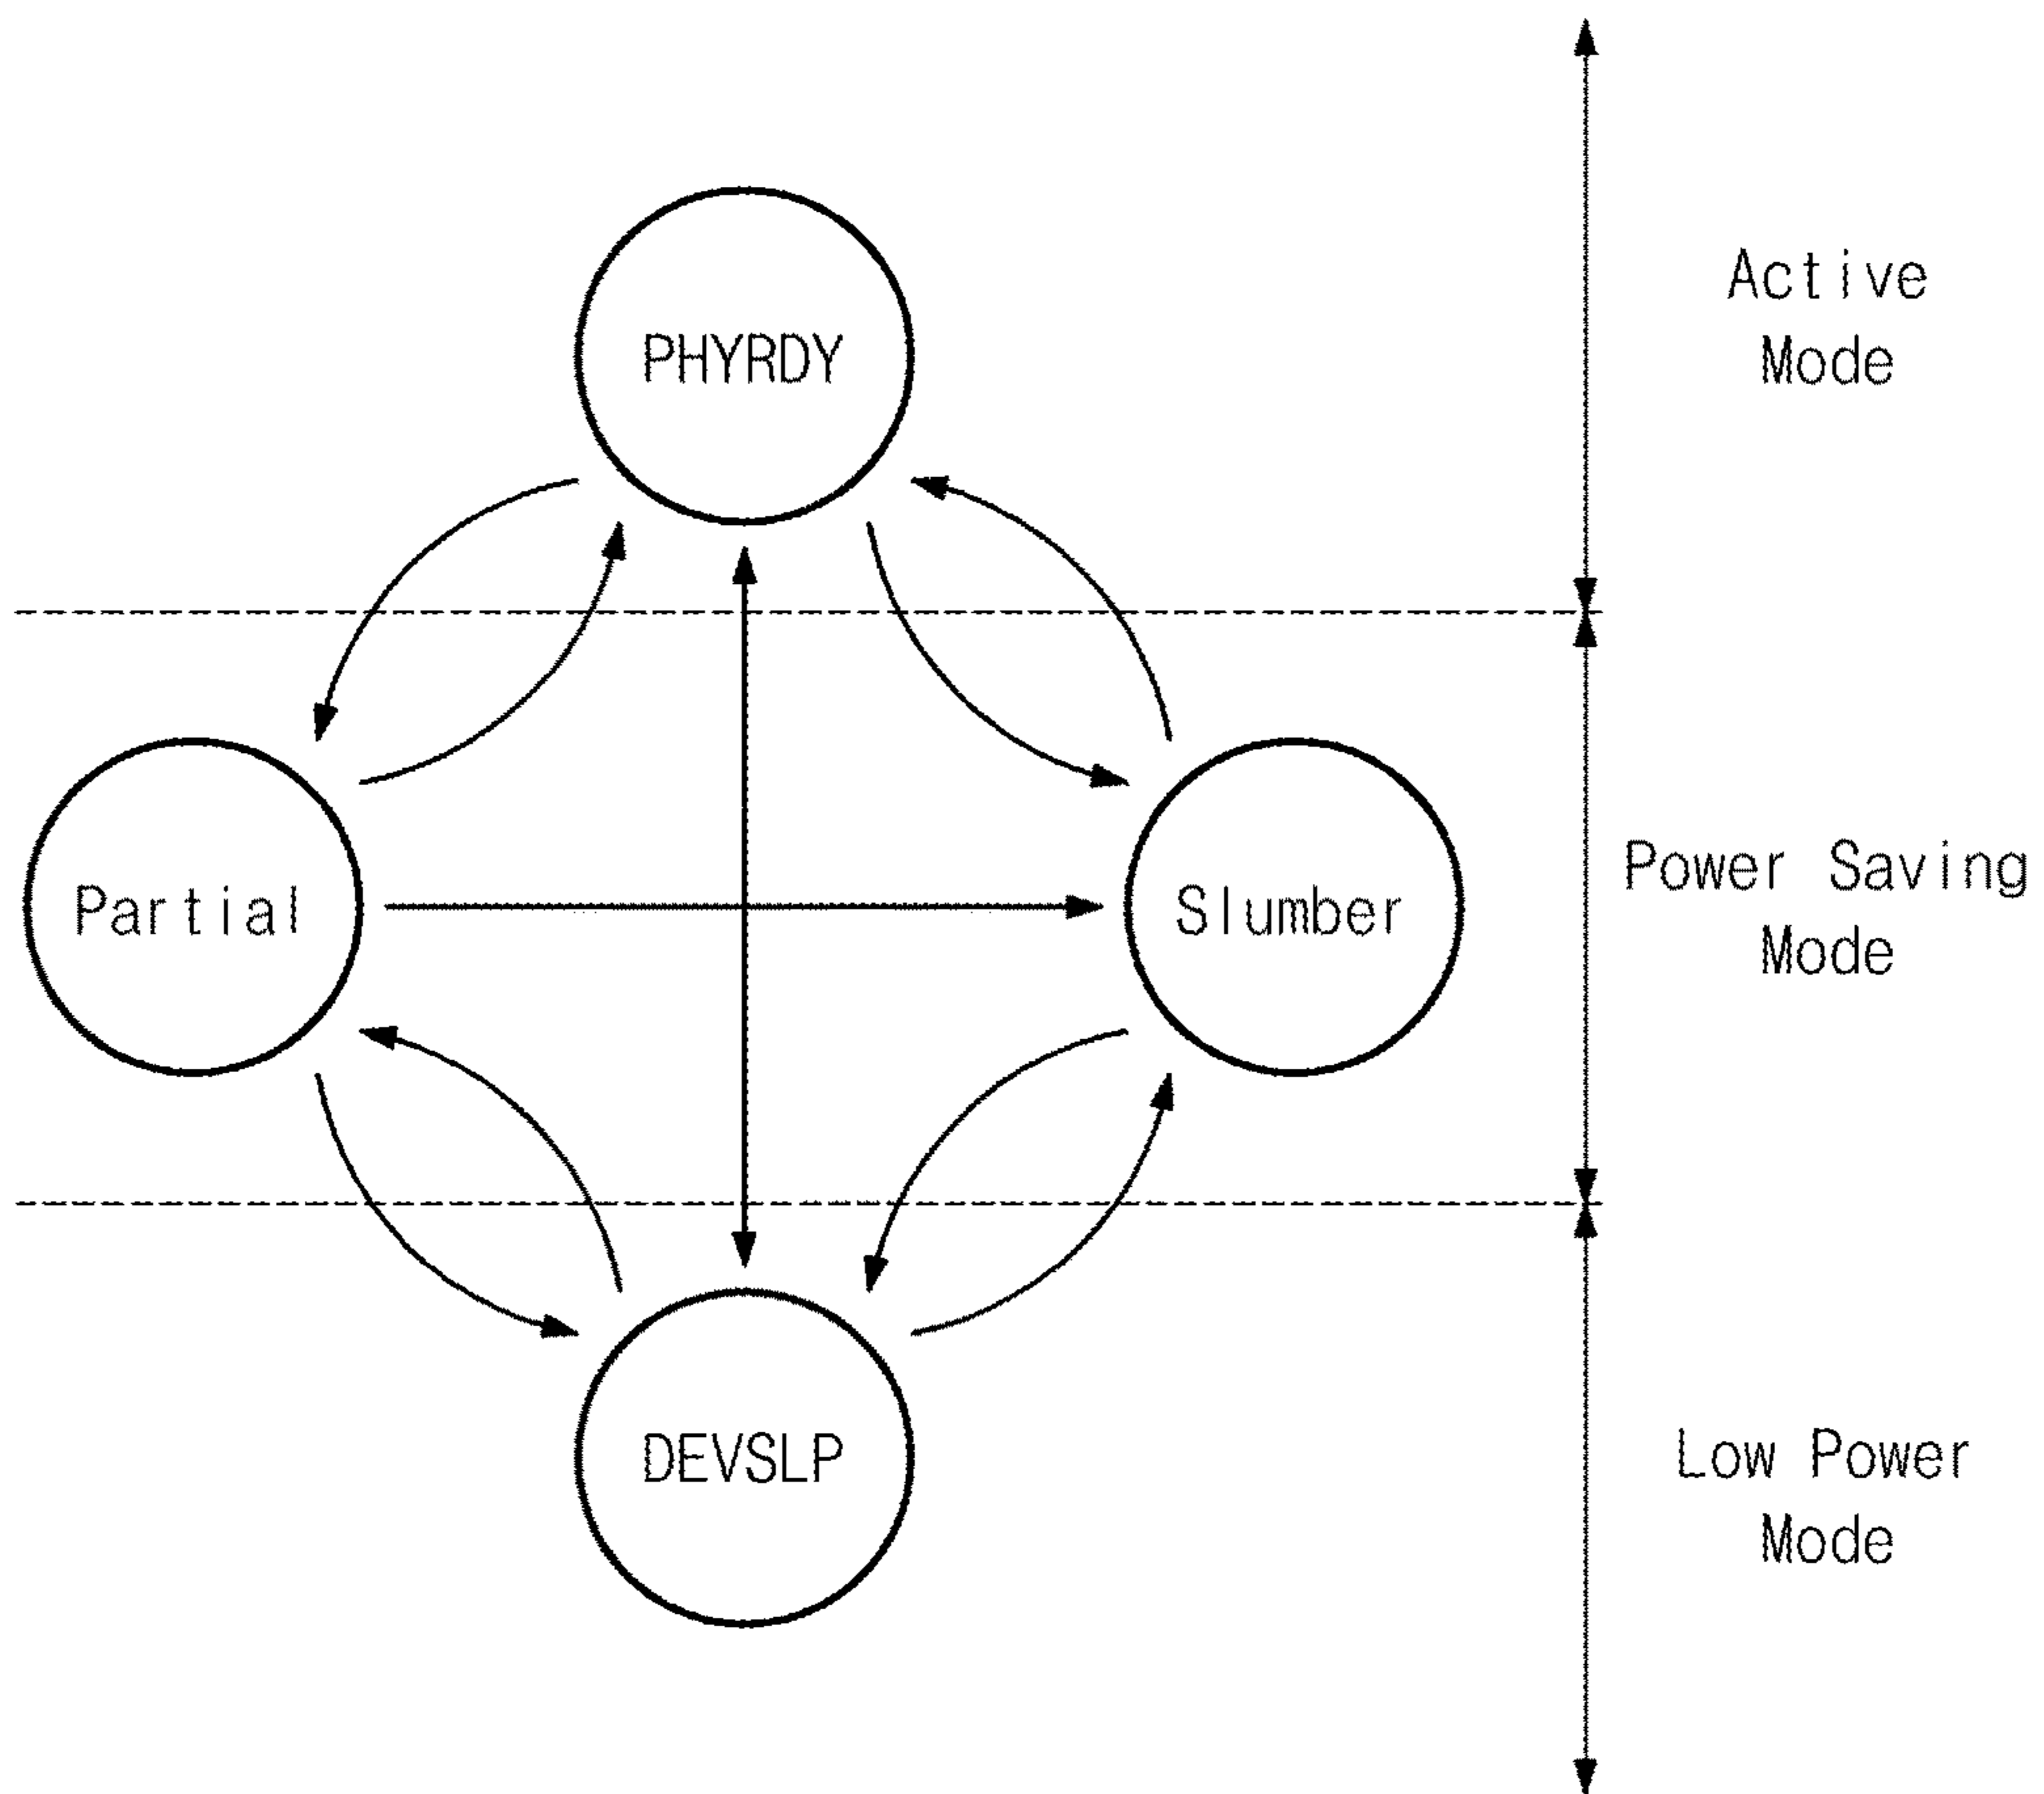 Active
Mode
PHYRDY
Power Saving
Mode
Partial
Slumber
Low Power
Mode
DEVSLP